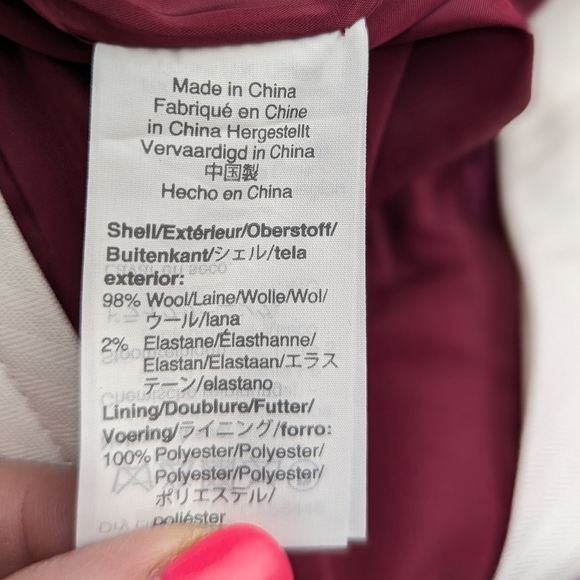 Made in China
Fabriqué en Chine
in China Hergestellt
Vervaardigd in China
中国製
Hecho en China
Shell/Extérieur/Oberstoff/
Buitenkant/シェル/tela
exterior:
98% Wool/Laine/Wolle/Wol/
ウール/lana
2% Elastane/Élasthanne/
Elastan/Elastaan/エラス
テーン/elastano
Lining/Doublure/Futter/
Voering/ライニング/forro:
100% Polyester/Polyester/
Polyester/Polyester/
ポリエステル/
poliéster